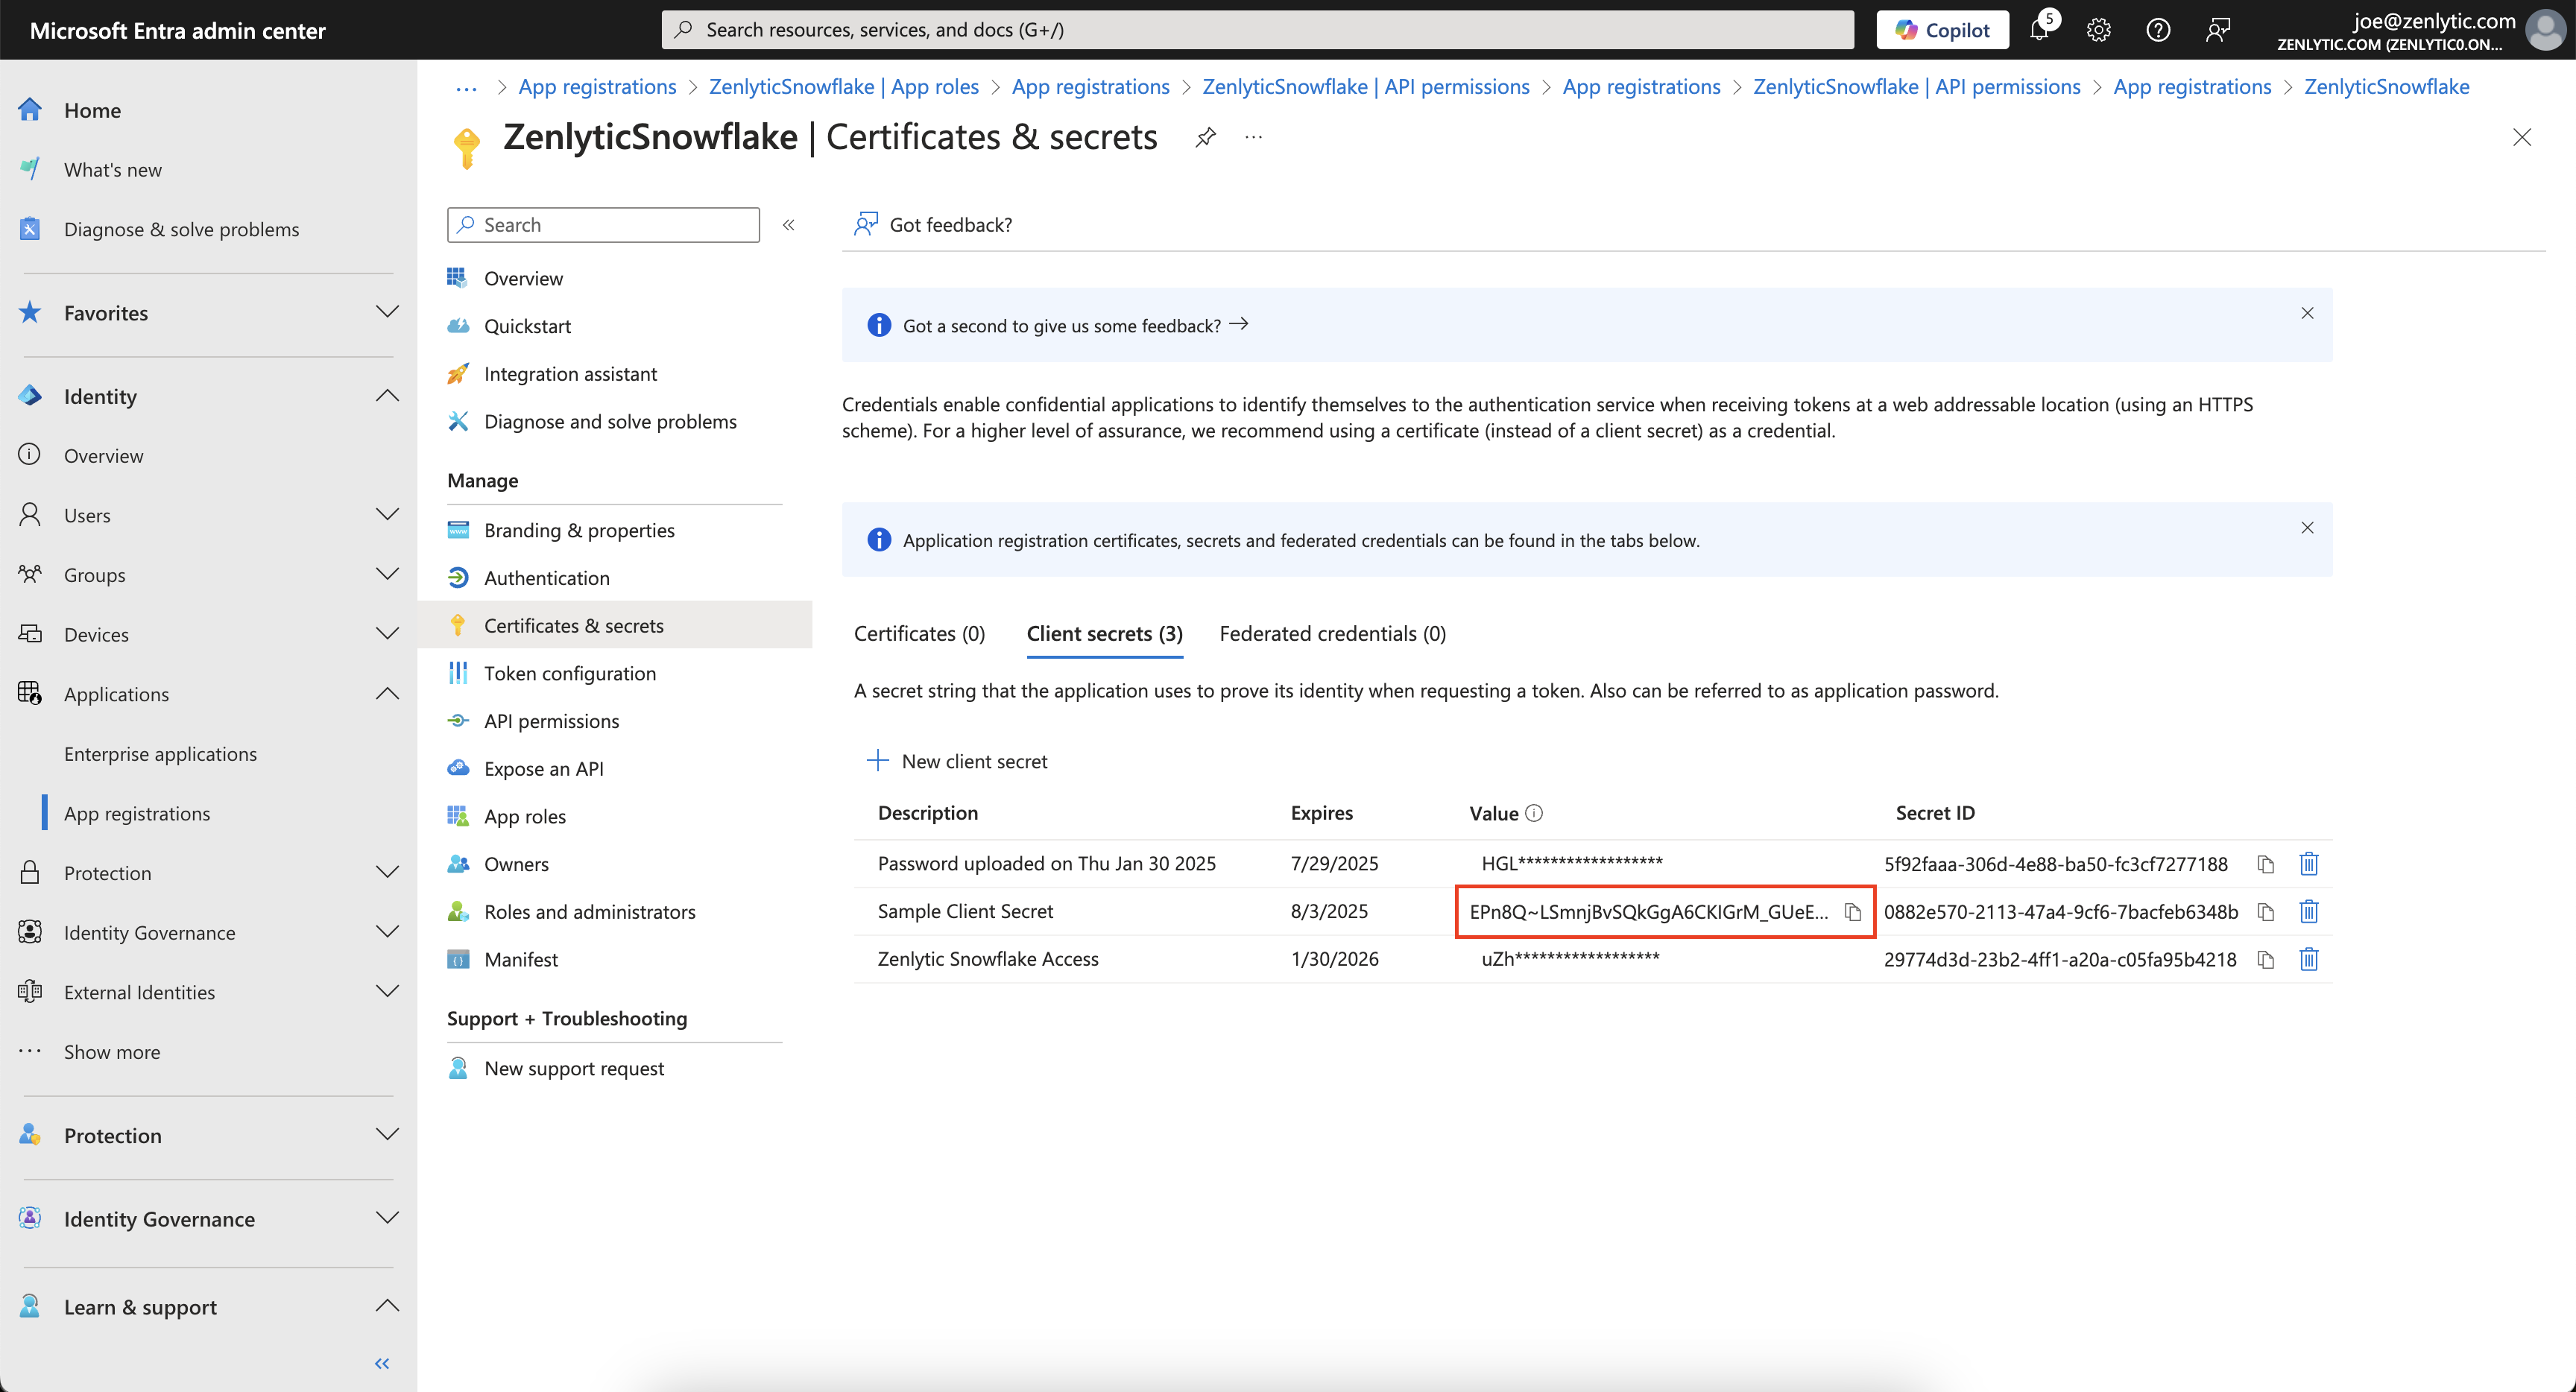 Microsoft Entra admin center
Search resources, services, and docs (G+/)
Copilot
5
joe@zenlytic.com
ZENLYTIC.COM (ZENLYTIC0.ON...
Home
What's new
Diagnose & solve problems
Favorites
Identity
Overview
Users
Groups
Devices
Applications
Enterprise applications
App registrations
Protection
Identity Governance
External Identities
Show more
Protection
Identity Governance
Learn & support
... > App registrations > ZenlyticSnowflake | App roles > App registrations > ZenlyticSnowflake | API permissions > App registrations > ZenlyticSnowflake | API permissions > App registrations > ZenlyticSnowflake
ZenlyticSnowflake | Certificates & secrets
Search
Overview
Quickstart
Integration assistant
Diagnose and solve problems
Manage
Branding & properties
Authentication
Certificates & secrets
Token configuration
API permissions
Expose an API
App roles
Owners
Roles and administrators
Manifest
Support + Troubleshooting
New support request
Got feedback?
Got a second to give us some feedback?
Credentials enable confidential applications to identify themselves to the authentication service when receiving tokens at a web addressable location (using an HTTPS
scheme). For a higher level of assurance, we recommend using a certificate (instead of a client secret) as a credential.
Application registration certificates, secrets and federated credentials can be found in the tabs below.
Certificates (0) Client secrets (3) Federated credentials (0)
A secret string that the application uses to prove its identity when requesting a token. Also can be referred to as application password.
New client secret
Description Expires Value Secret ID
Password uploaded on Thu Jan 30 2025 7/29/2025 HGL****************** 5f92faaa-306d-4e88-ba50-fc3cf7277188
Sample Client Secret 8/3/2025 EPn8Q~LSmnjBvSQkGgA6CKIGrM_GUeE... 0882e570-2113-47a4-9cf6-7bacfeb6348b
Zenlytic Snowflake Access 1/30/2026 uZh****************** 29774d3d-23b2-4ff1-a20a-c05fa95b4218